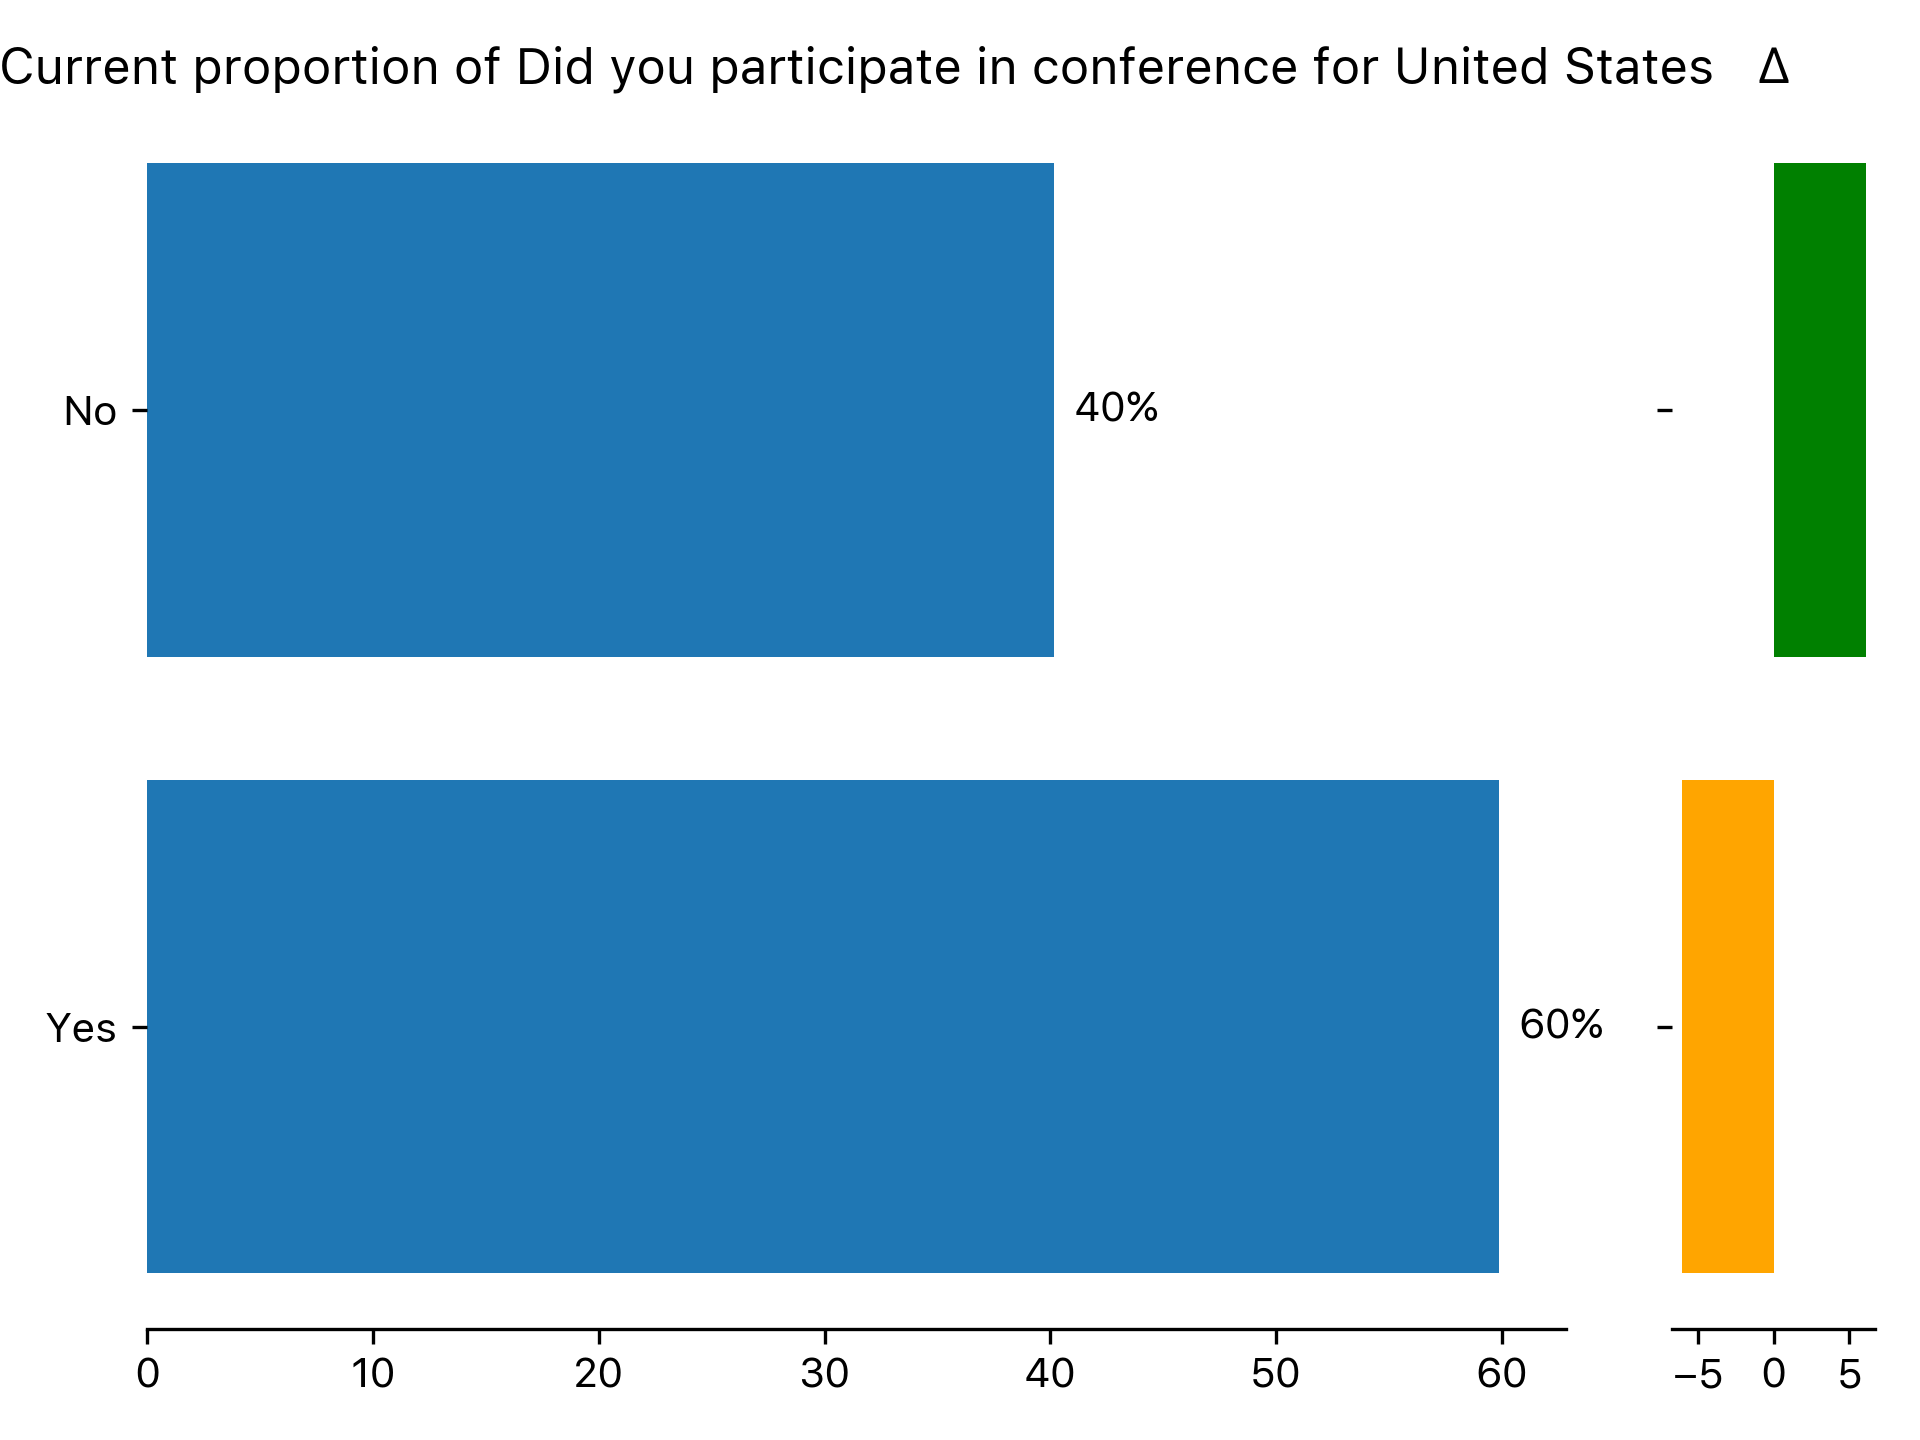 Current proportion of Did you participate in conference for United States Δ
No
40%
Yes
60%
0 10 20 30 40 50 60
−5 0 5